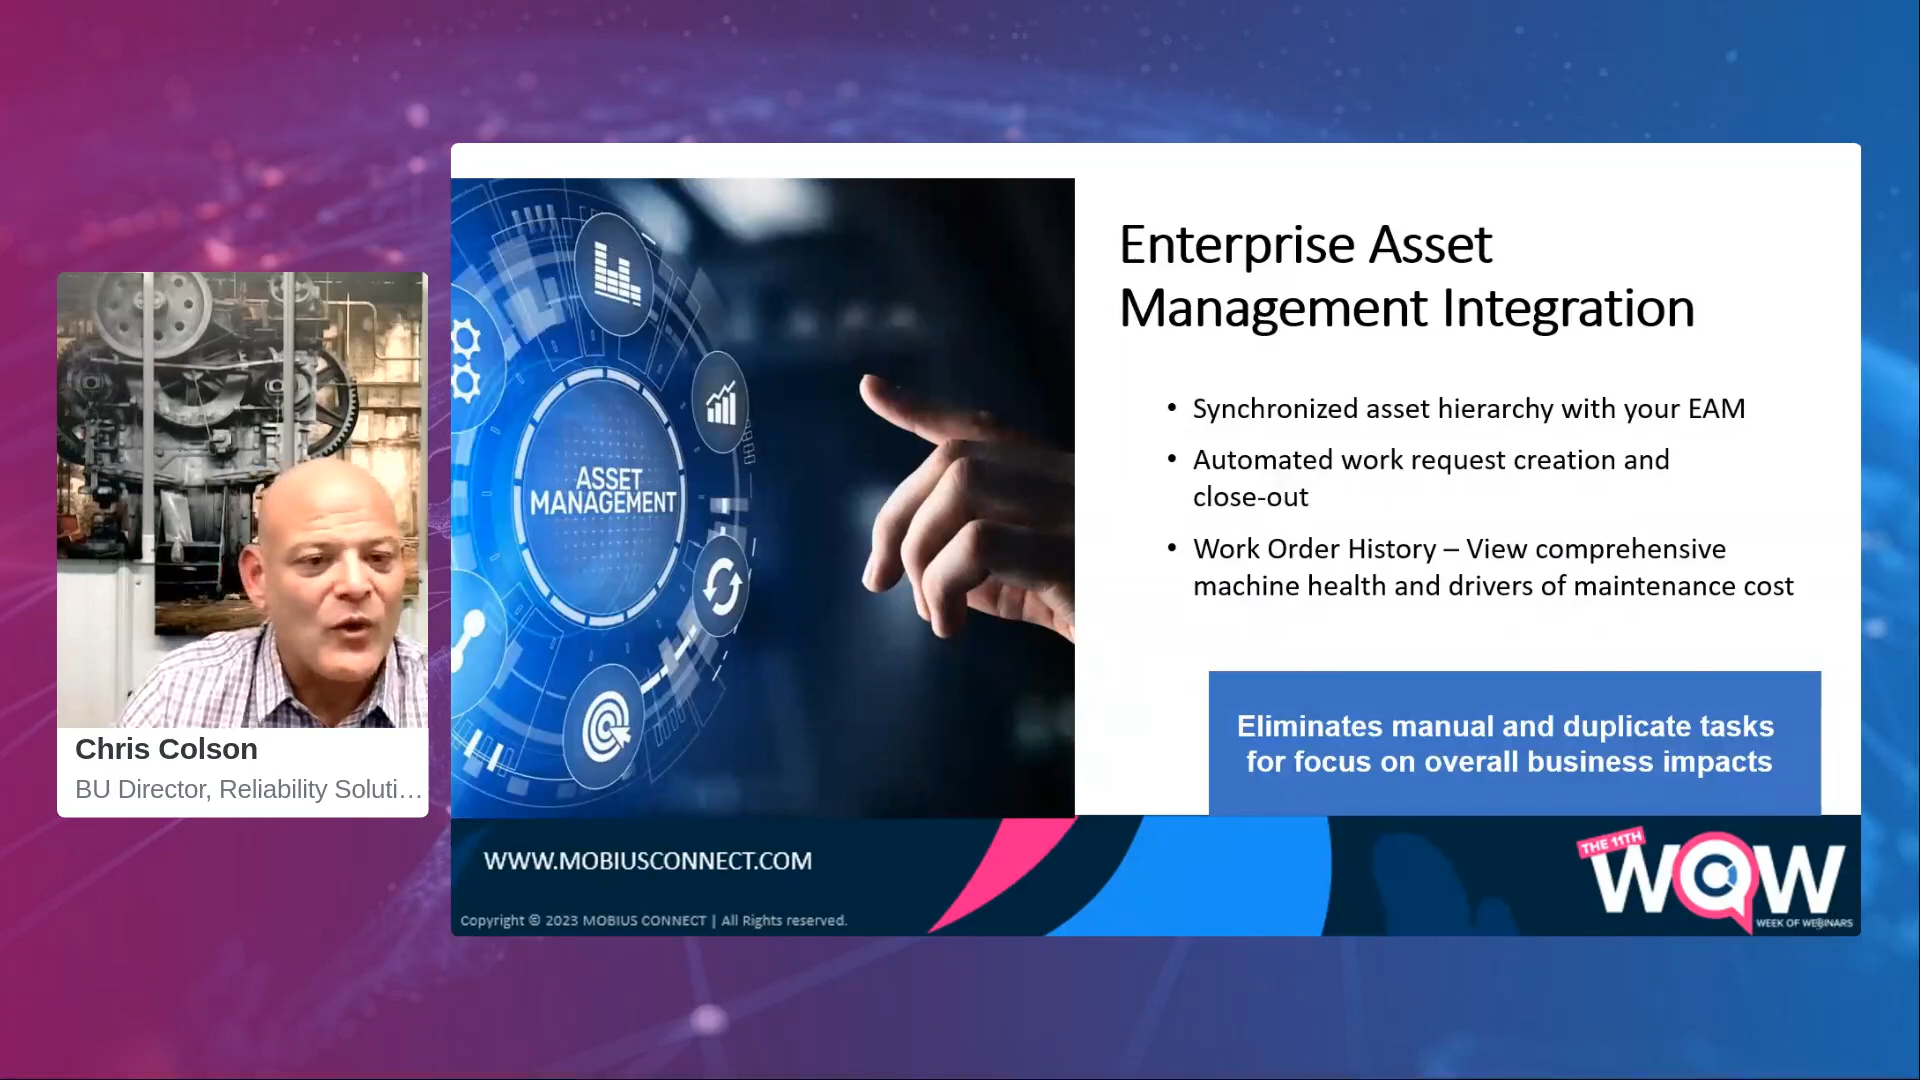 Enterprise Asset
Management Integration
ASSET
MANAGEMENT
• Synchronized asset hierarchy with your EAM
• Automated work request creation and
close-out
• Work Order History – View comprehensive
machine health and drivers of maintenance cost
Eliminates manual and duplicate tasks
for focus on overall business impacts
Chris Colson
BU Director, Reliability Soluti…
WWW.MOBIUSCONNECT.COM
Copyright © 2023 MOBIUS CONNECT | All Rights reserved.
THE 11TH
WOW
WEEK OF WEBINARS